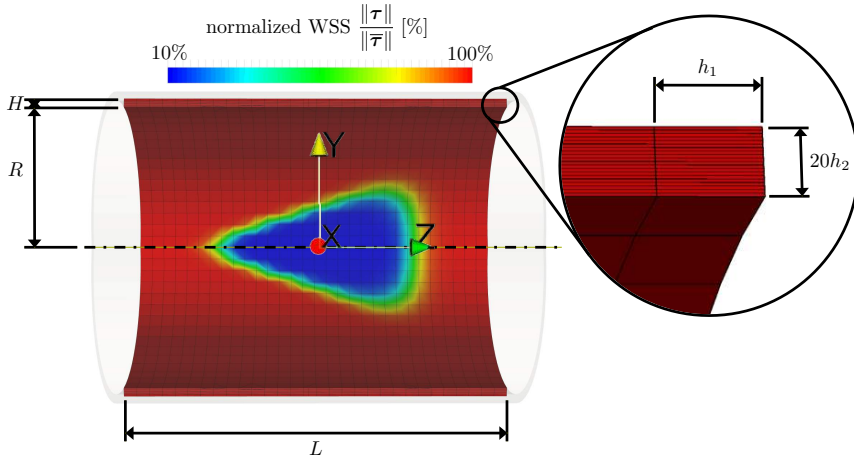 normalized WSS ‖τ‖/‖τ̅‖ [%]
10% 100%
H
R
Y
X
Z
L
h₁
20h₂